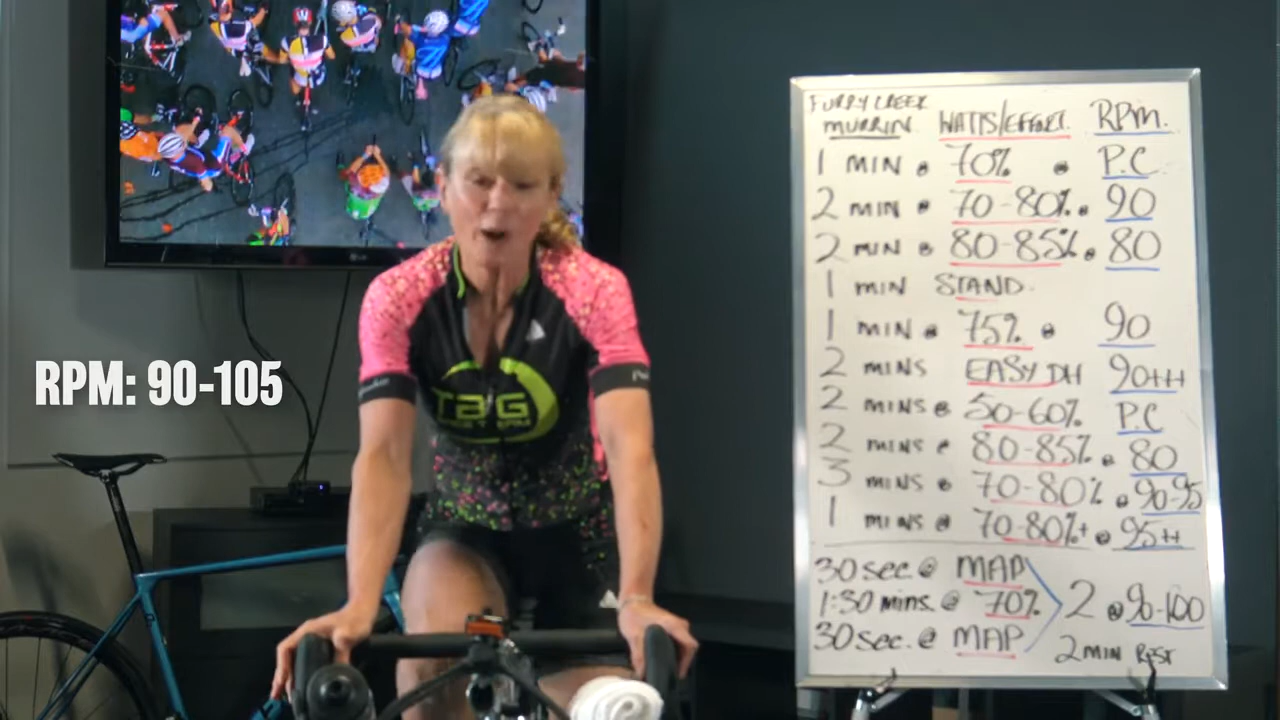 RPM: 90-105
TaG
LG
FURRY CREEK
MURRIN WATTS/EFFORT. RPM.
1 MIN @ 70% @ P.C
2 MIN @ 70-80% @ 90
2 MIN @ 80-85% @ 80
1 MIN STAND.
1 MIN @ 75% @ 90
2 MINS EASY DH 90+++
2 MINS @ 50-60% P.C
2 MINS @ 80-85% @ 80
3 MINS @ 70-80% @ 90-95
1 MINS @ 70-80%+ @ 95++
30 sec. @ MAP
1:30 mins. @ 70% 2 @ 90-100
30 sec. @ MAP 2 MIN REST